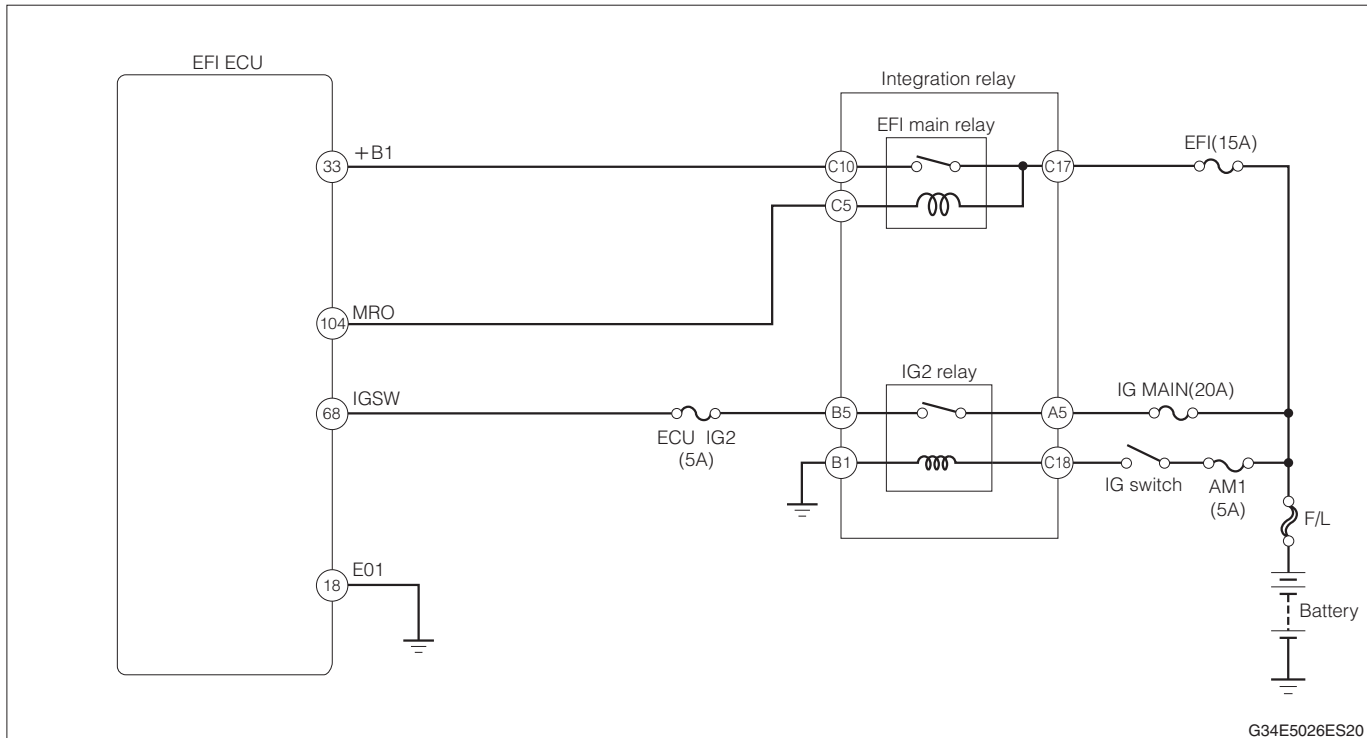 EFI ECU
Integration relay
EFI main relay
EFI(15A)
33
+B1
C10
C17
C5
104
MRO
IG2 relay
IG MAIN(20A)
68
IGSW
B5
A5
ECU IG2
(5A)
B1
C18
IG switch
AM1
(5A)
F/L
18
E01
Battery
G34E5026ES20